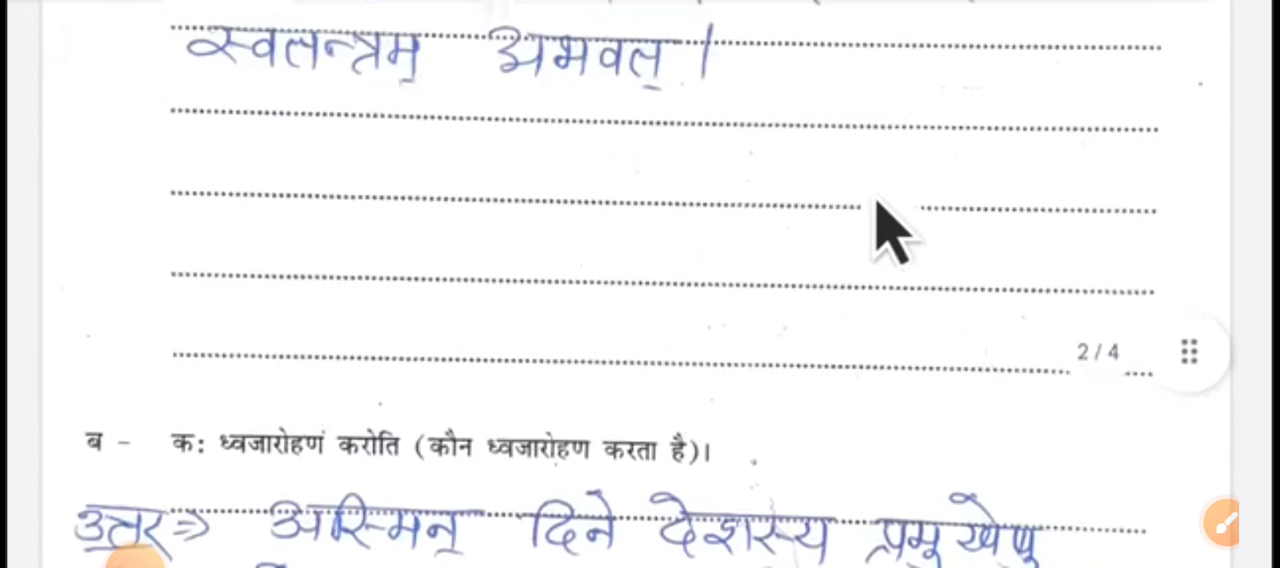 स्वतन्त्रम् अभवत् ।
2 / 4
ब - कः ध्वजारोहणं करोति (कौन ध्वजारोहण करता है)।
उत्तर⇒ अस्मिन् दिने देशस्य प्रमुखेषु